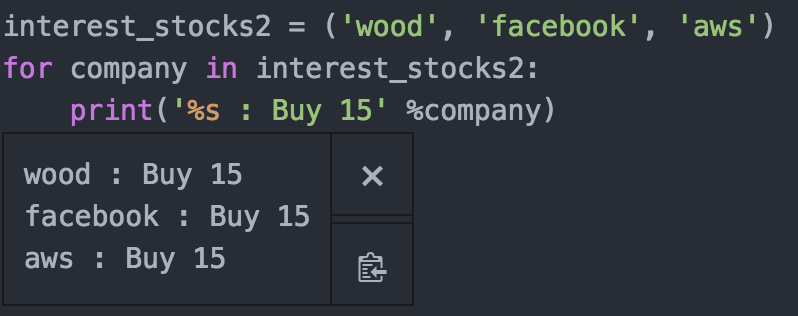 interest_stocks2 = ('wood', 'facebook', 'aws')
for company in interest_stocks2:
    print('%s : Buy 15' %company)
wood : Buy 15
facebook : Buy 15
aws : Buy 15